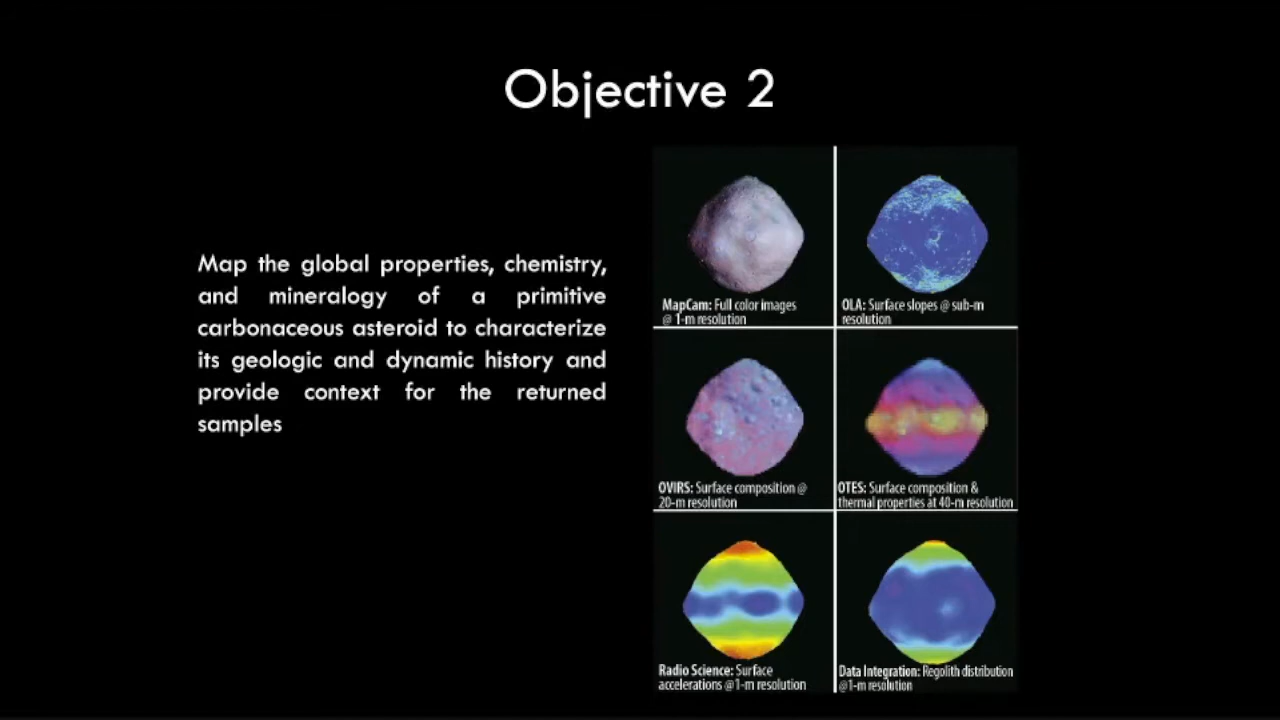 Objective 2
Map the global properties, chemistry,
and mineralogy of a primitive
carbonaceous asteroid to characterize
its geologic and dynamic history and
provide context for the returned
samples
MapCam: Full color images
@ 1-m resolution
OLA: Surface slopes @ sub-m
resolution
OVIRS: Surface composition @
20-m resolution
OTES: Surface composition &
thermal properties at 40-m resolution
Radio Science: Surface
accelerations @1-m resolution
Data Integration: Regolith distribution
@1-m resolution